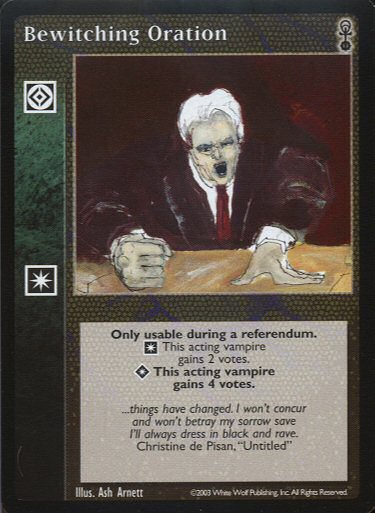 Bewitching Oration
Only usable during a referendum.
This acting vampire
gains 2 votes.
This acting vampire
gains 4 votes.
...things have changed. I won't concur
and won't betray my sorrow save
I'll always dress in black and rave.
Christine de Pisan, "Untitled"
Illus. Ash Arnett
©2003 White Wolf Publishing, Inc. All Rights Reserved.